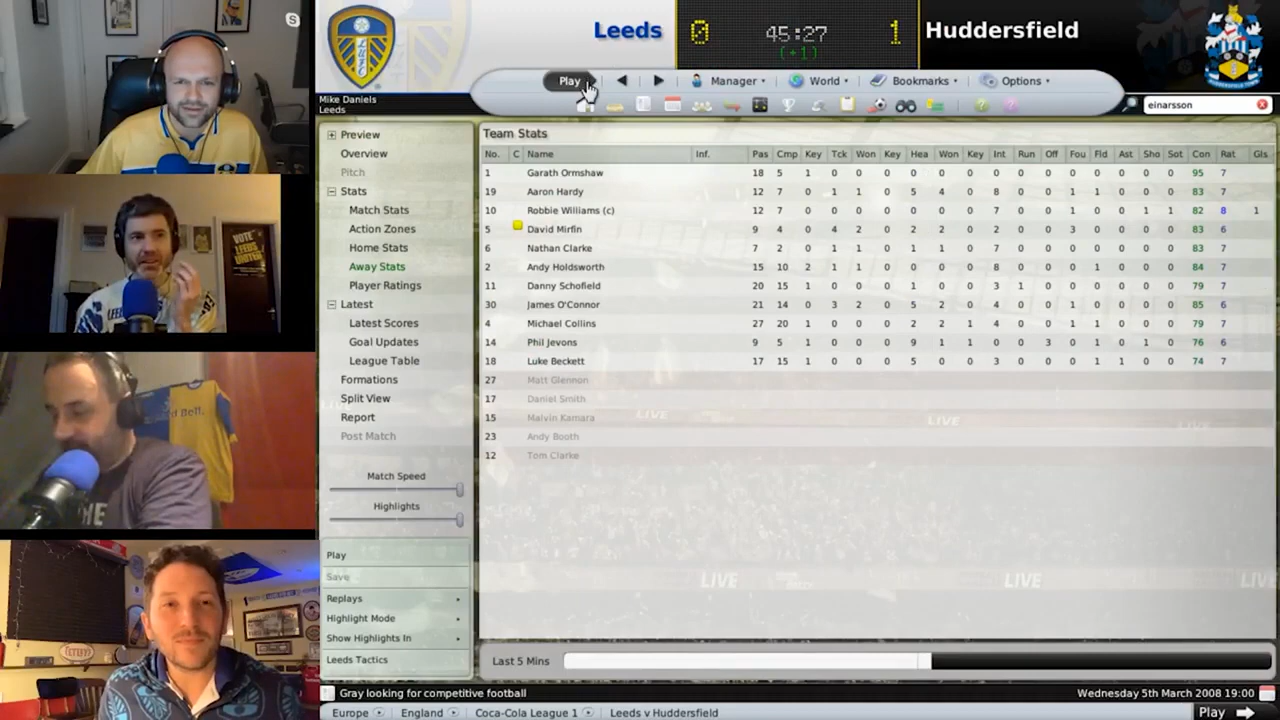 Leeds 0 45:27 (+1) 1 Huddersfield
Mike Daniels
Leeds
Play Manager World Bookmarks Options
einarsson
Preview
Overview
Pitch
Stats
Match Stats
Action Zones
Home Stats
Away Stats
Player Ratings
Latest
Latest Scores
Goal Updates
League Table
Formations
Split View
Report
Post Match
Match Speed
Highlights
Play
Save
Replays
Highlight Mode
Show Highlights In
Leeds Tactics
Team Stats
No. C Name Inf. Pas Cmp Key Tck Won Key Hea Won Key Int Run Off Fou Fld Ast Sho Sot Con Rat Gls
1 Garath Ormshaw 18 5 1 0 0 0 0 0 0 7 0 0 0 0 0 0 0 95 7
19 Aaron Hardy 12 7 0 1 1 0 5 4 0 8 0 0 1 1 0 0 0 83 7
10 Robbie Williams (c) 12 7 0 0 0 0 0 0 0 7 0 0 1 0 0 1 1 82 8 1
5 David Mirfin 9 4 0 4 2 0 2 2 0 2 0 0 3 0 0 0 0 83 6
6 Nathan Clarke 7 2 0 1 1 0 1 1 0 7 0 0 0 0 0 0 0 83 7
2 Andy Holdsworth 15 10 2 1 1 0 0 0 0 8 0 0 0 1 0 0 0 84 7
11 Danny Schofield 20 15 1 0 0 0 1 0 0 3 1 0 0 0 0 0 0 79 7
30 James O'Connor 21 14 0 3 2 0 5 2 0 4 0 0 1 0 0 0 0 85 6
4 Michael Collins 27 20 1 0 0 0 2 2 1 4 0 0 1 1 0 0 0 79 7
14 Phil Jevons 9 5 1 0 0 0 9 1 1 0 0 3 0 1 0 1 0 76 6
18 Luke Beckett 17 15 1 0 0 0 3 0 0 3 0 0 0 1 1 0 0 74 7
27 Matt Glennon
17 Daniel Smith
15 Malvin Kamara
23 Andy Booth
12 Tom Clarke
LIVE
LIVE
LIVE
LIVE
Last 5 Mins
Gray looking for competitive football Wednesday 5th March 2008 19:00
Europe England Coca-Cola League 1 Leeds v Huddersfield Play
VOTE
LEEDS
UNITED
TETLEY'S